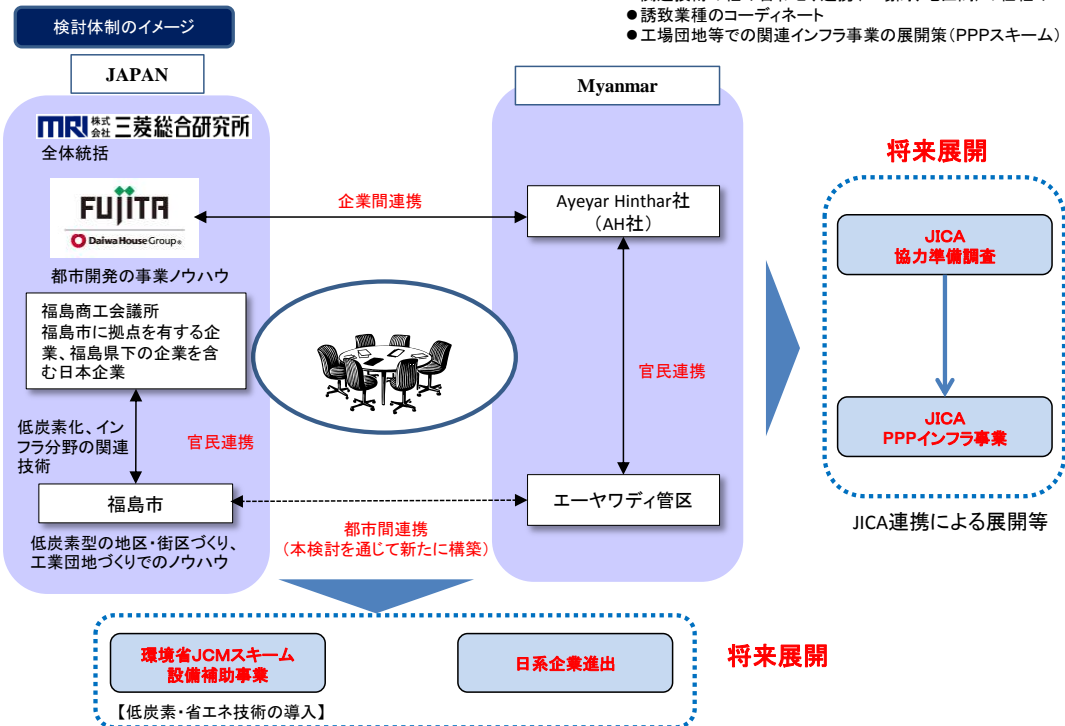 ●誘致業種のコーディネート
●工場団地等での関連インフラ事業の展開策(PPPスキーム)
検討体制のイメージ
JAPAN
MRI 株式会社 三菱総合研究所
全体統括
FUJITA
Daiwa House Group®
都市開発の事業ノウハウ
福島商工会議所
福島市に拠点を有する企
業、福島県下の企業を含
む日本企業
低炭素化、イン
フラ分野の関連
技術
官民連携
福島市
低炭素型の地区・街区づくり、
工業団地づくりでのノウハウ
企業間連携
都市間連携
(本検討を通じて新たに構築)
Myanmar
Ayeyar Hinthar社
(AH社)
官民連携
エーヤワディ管区
将来展開
JICA
協力準備調査
JICA
PPPインフラ事業
JICA連携による展開等
環境省JCMスキーム
設備補助事業
日系企業進出
【低炭素・省エネ技術の導入】
将来展開